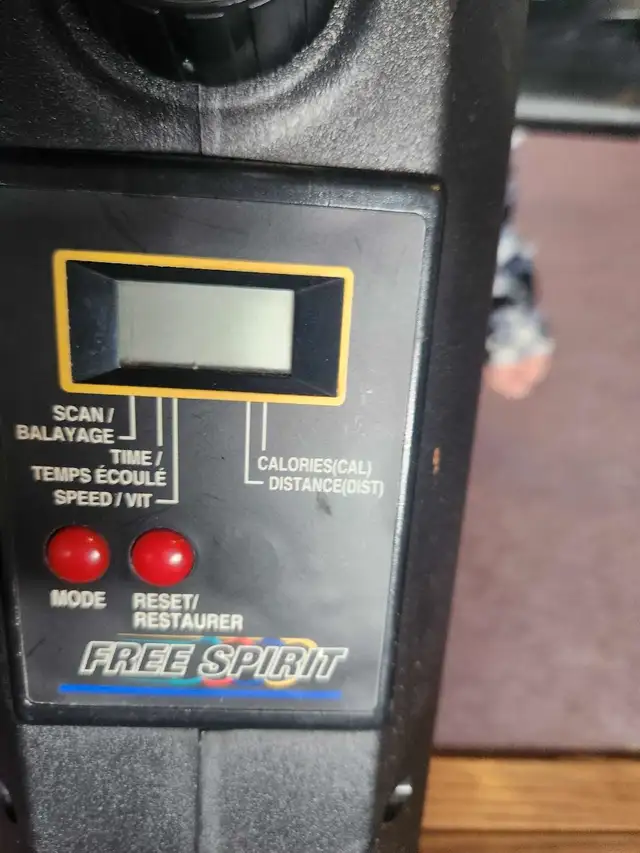 SCAN/
BALAYAGE
TIME/
TEMPS ÉCOULÉ
SPEED/VIT
CALORIES(CAL)
DISTANCE(DIST)
MODE
RESET/
RESTAURER
FREE SPIRIT